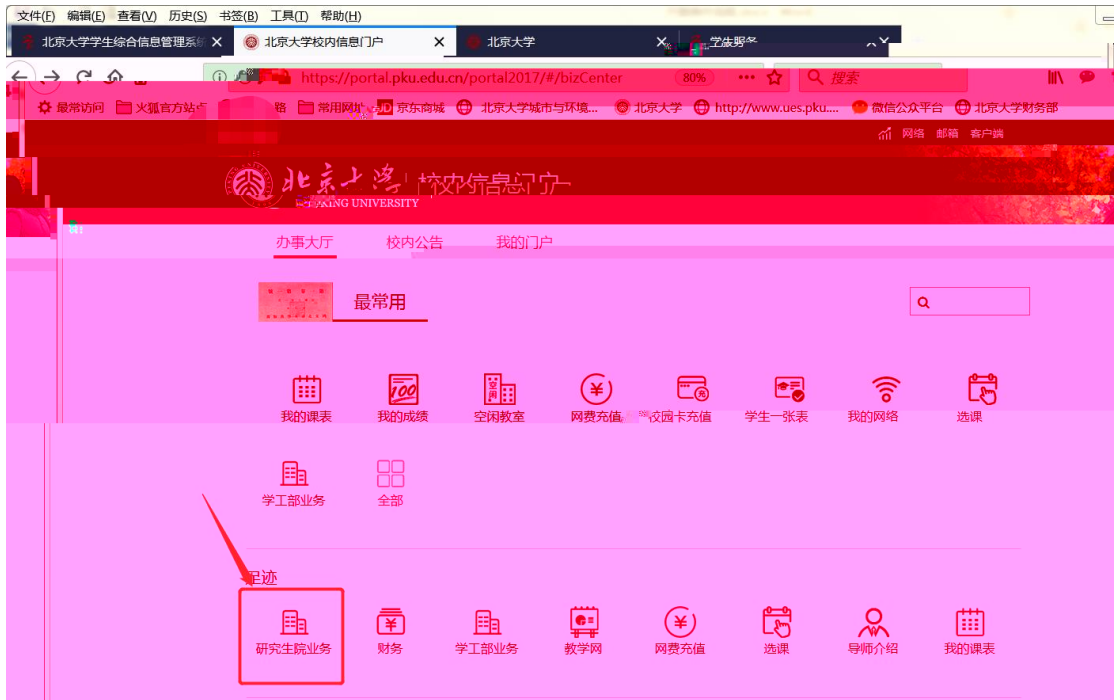 文件(F) 编辑(E) 查看(V) 历史(S) 书签(B) 工具(T) 帮助(H)
北京大学学生综合信息管理系统 北京大学校内信息门户 北京大学
https://portal.pku.edu.cn/portal2017/#/bizCenter 80% 搜索
最常访问 火狐官方站点 常用网址 JD 京东商城 北京大学城市与环境... 北京大学 http://www.ues.pku.... 微信公众平台 北京大学财务部
网络 邮箱 客户端
北京大学 校内信息门户
UNIVERSITY
办事大厅 校内公告 我的门户
最常用
我的课表 我的成绩 空闲教室 网费充值 校园卡充值 学生一张表 我的网络 选课
学工部业务 全部
足迹
研究生院业务 财务 学工部业务 教学网 网费充值 选课 导师介绍 我的课表